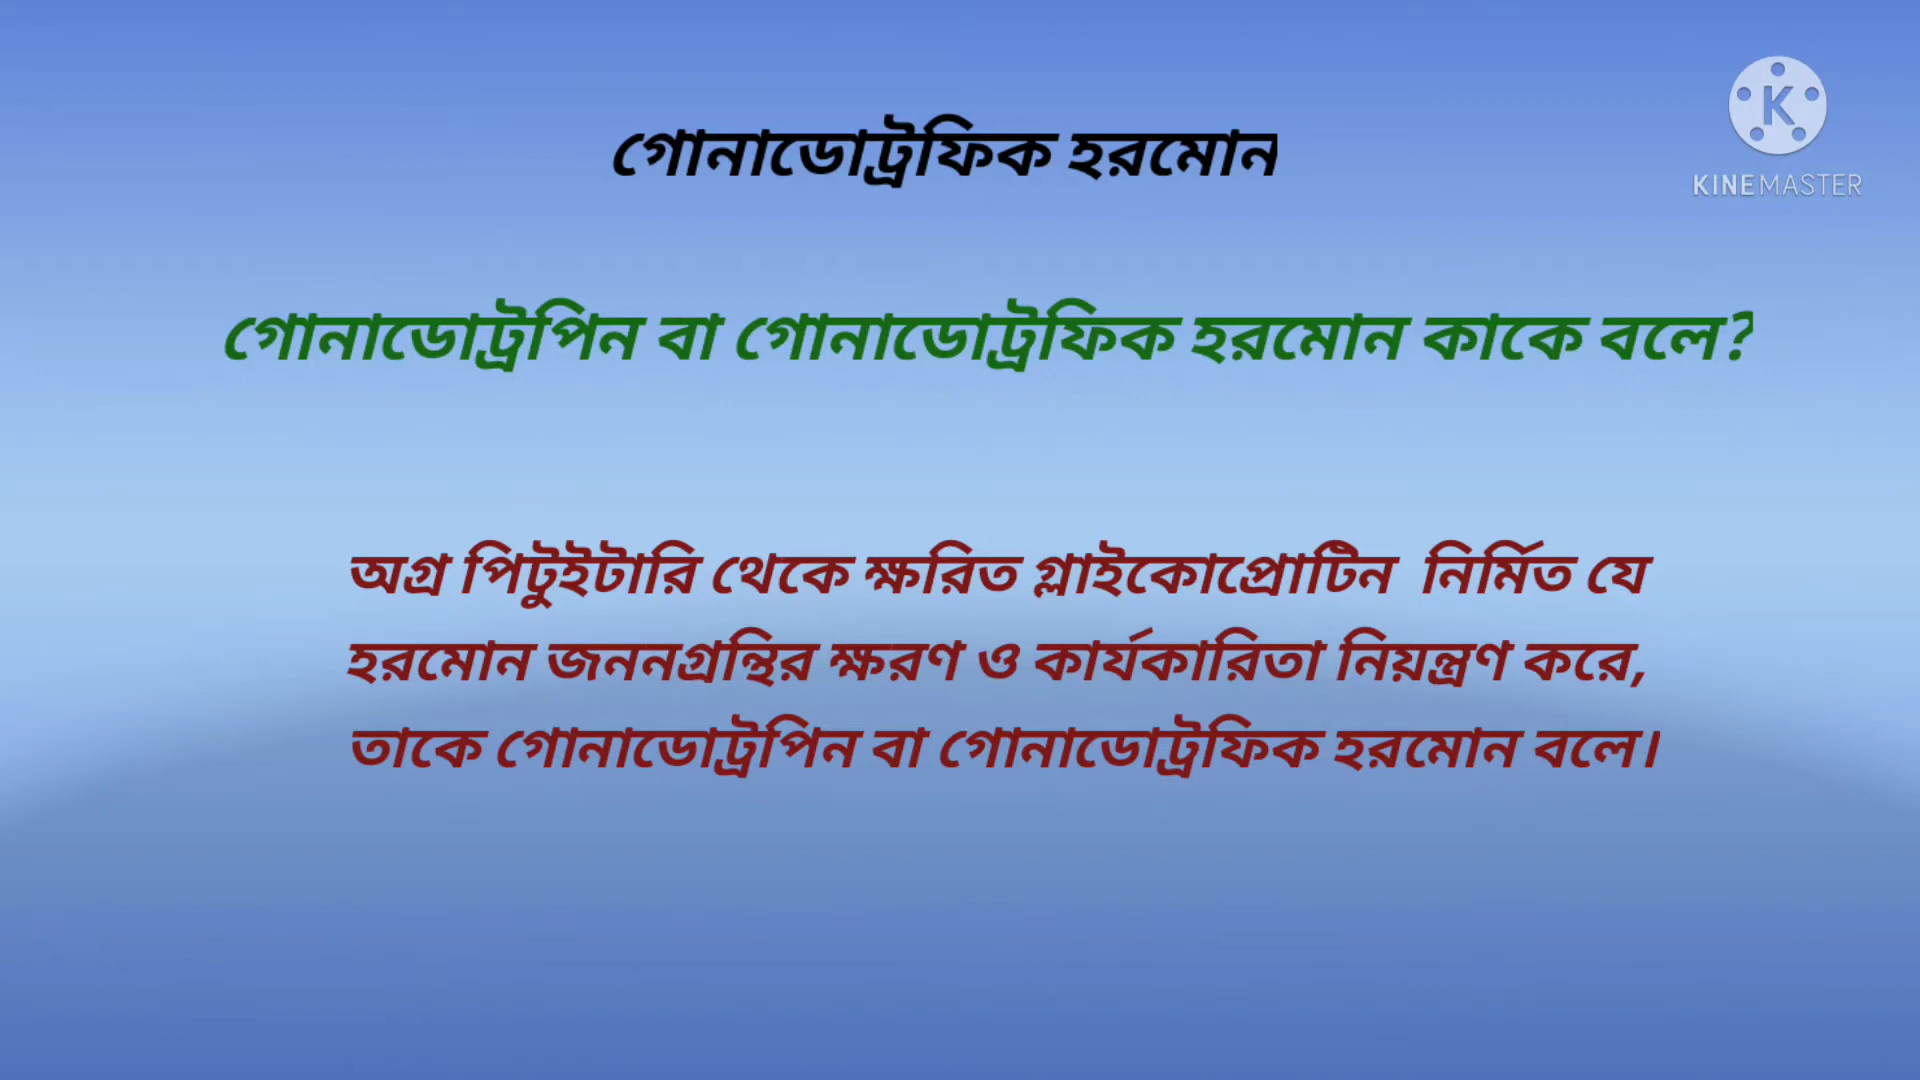 গোনাডোট্রফিক হরমোন
KINEMASTER
গোনাডোট্রপিন বা গোনাডোট্রফিক হরমোন কাকে বলে?
অগ্র পিটুইটারি থেকে ক্ষরিত গ্লাইকোপ্রোটিন নির্মিত যে
হরমোন জননগ্রন্থির ক্ষরণ ও কার্যকারিতা নিয়ন্ত্রণ করে,
তাকে গোনাডোট্রপিন বা গোনাডোট্রফিক হরমোন বলে।